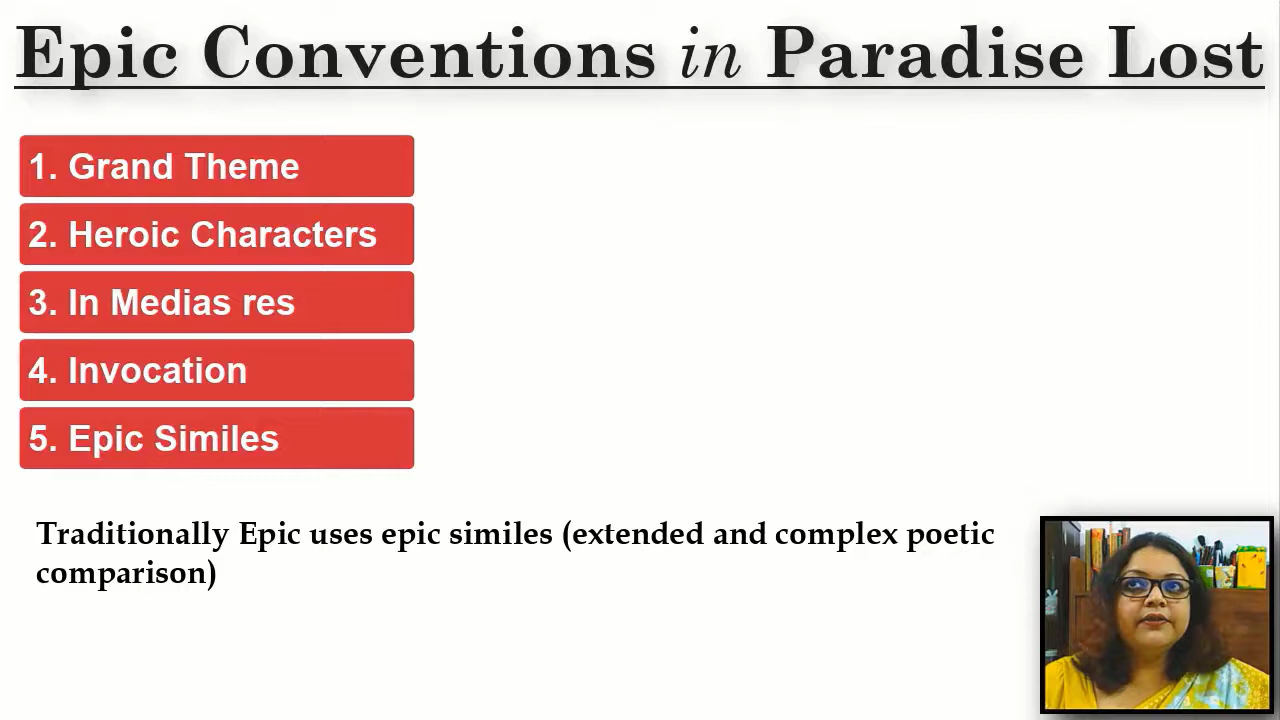 Epic Conventions in Paradise Lost
1. Grand Theme
2. Heroic Characters
3. In Medias res
4. Invocation
5. Epic Similes
Traditionally Epic uses epic similes (extended and complex poetic
comparison)